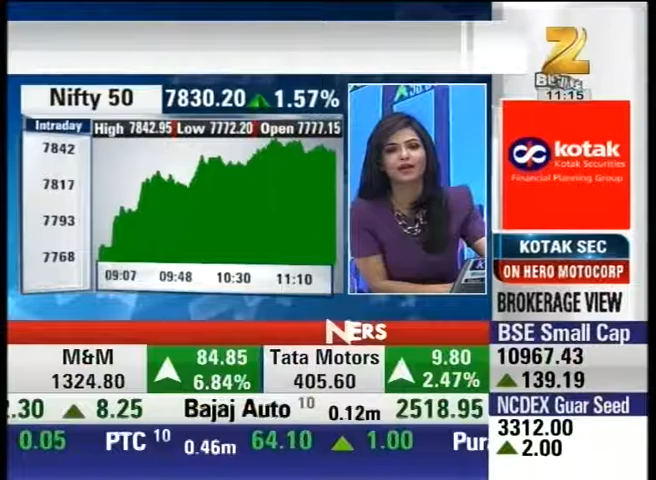 Nifty 50 7830.20 1.57%
Intraday High 7842.95 Low 7772.20 Open 7777.15
7842
7817
7793
7768
09:07 09:48 10:30 11:10
11:15
kotak
Kotak Securities
Financial Planning Group
KOTAK SEC
ON HERO MOTOCORP
BROKERAGE VIEW
NERS
M&M 84.85 Tata Motors 9.80
1324.80 6.84% 405.60 2.47%
BSE Small Cap
10967.43
139.19
NCDEX Guar Seed
3312.00
2.00
2.30 8.25 Bajaj Auto 10 0.12m 2518.95
0.05 PTC 10 0.46m 64.10 1.00 Pura